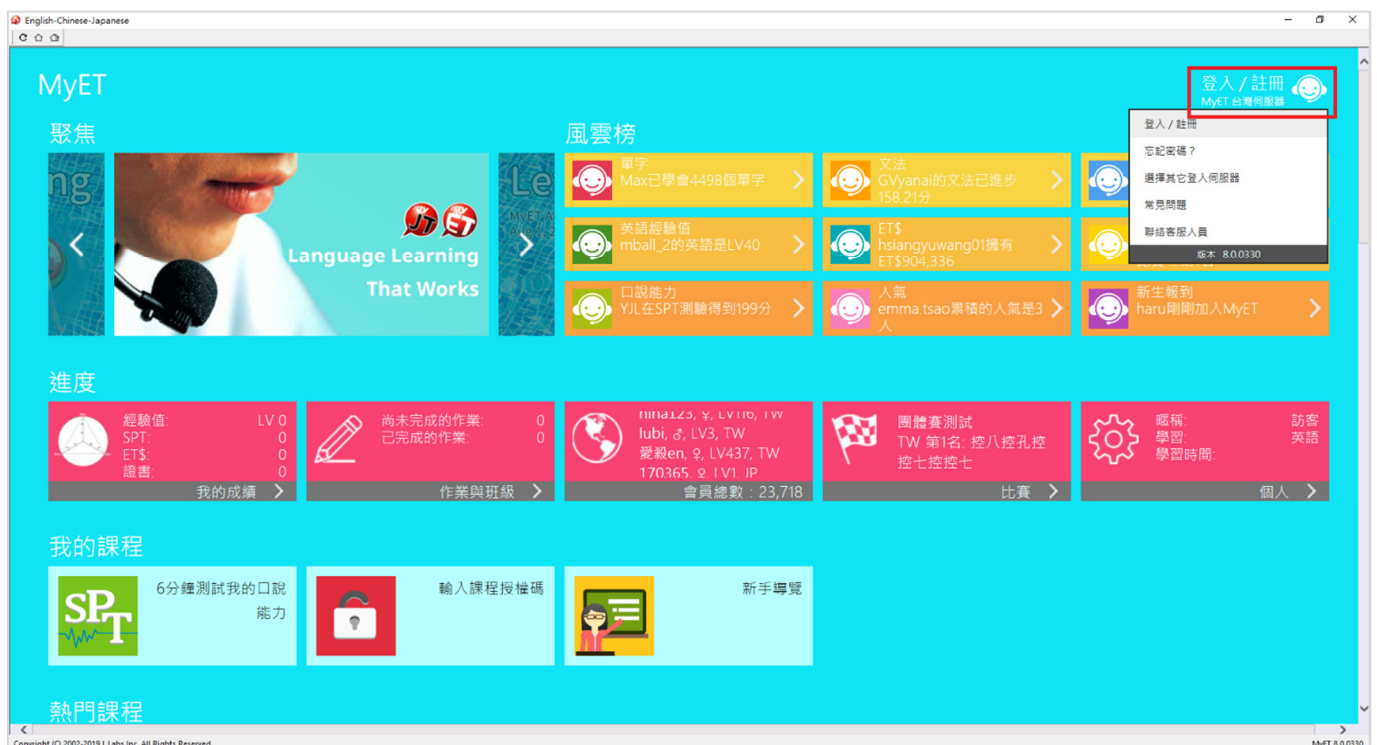 English-Chinese-Japanese
MyET
登入 / 註冊
MyET 台灣伺服器
登入 / 註冊
忘記密碼？
選擇其它登入伺服器
常見問題
聯絡客服人員
版本 8.0.0330
聚焦
ng
MY JT MY ET
Language Learning
That Works
Le
風雲榜
單字
Max已學會4498個單字
文法
GVyanai的文法已進步
158.21分
英語經驗值
mball_2的英語是LV40
ET$
hsiangyuwang01擁有
ET$904,336
口說能力
YJL在SPT測驗得到199分
人氣
emma.tsao累積的人氣是3
人
新生報到
haru剛剛加入MyET
進度
經驗值: LV 0
SPT: 0
ET$: 0
證書: 0
我的成績
尚未完成的作業: 0
已完成的作業: 0
作業與班級
nina123, ♀, LV116, TW
lubi, ♂, LV3, TW
愛毅en, ♀, LV437, TW
170365, ♀, LV1, JP
會員總數：23,718
團體賽測試
TW 第1名: 控八控孔控
控七控控七
比賽
暱稱: 訪客
學習: 英語
學習時間:
個人
我的課程
SPT
6分鐘測試我的口說
能力
輸入課程授權碼
新手導覽
熱門課程
Copyright (C) 2002-2019 L Labs Inc. All Rights Reserved.
MyET 8.0.0330